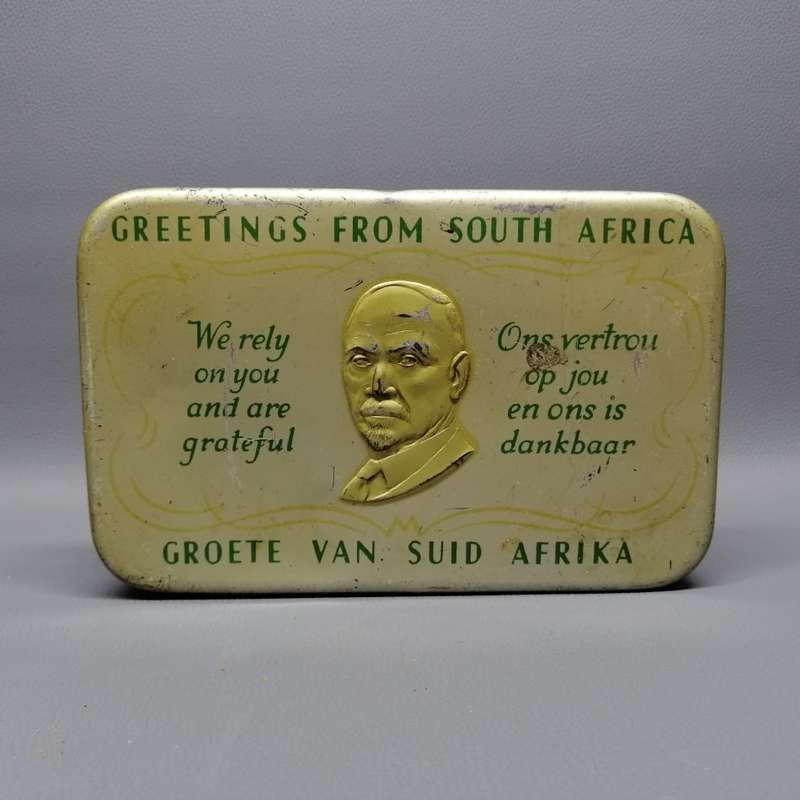 GREETINGS FROM SOUTH AFRICA
We rely
on you
and are
grateful
Ons vertrou
op jou
en ons is
dankbaar
GROETE VAN SUID AFRIKA